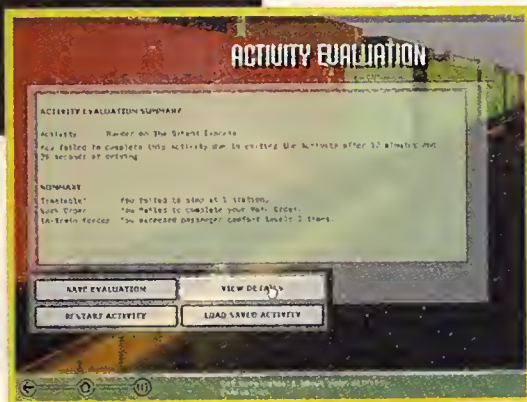 ACTIVITY EVALUATION
ACTIVITY EVALUATION SUMMARY
Activity on the Orient Express
You failed to complete this activity due to exiting the activity after 12 minutes and
26 seconds of driving
SUMMARY
Timetable You failed to stop at 1 station.
Work Order You failed to complete your Work Order.
In-Train Forces You exceeded passenger comfort levels 1 times.
SAVE EVALUATION
VIEW DETAILS
RESTART ACTIVITY
LOAD SAVED ACTIVITY